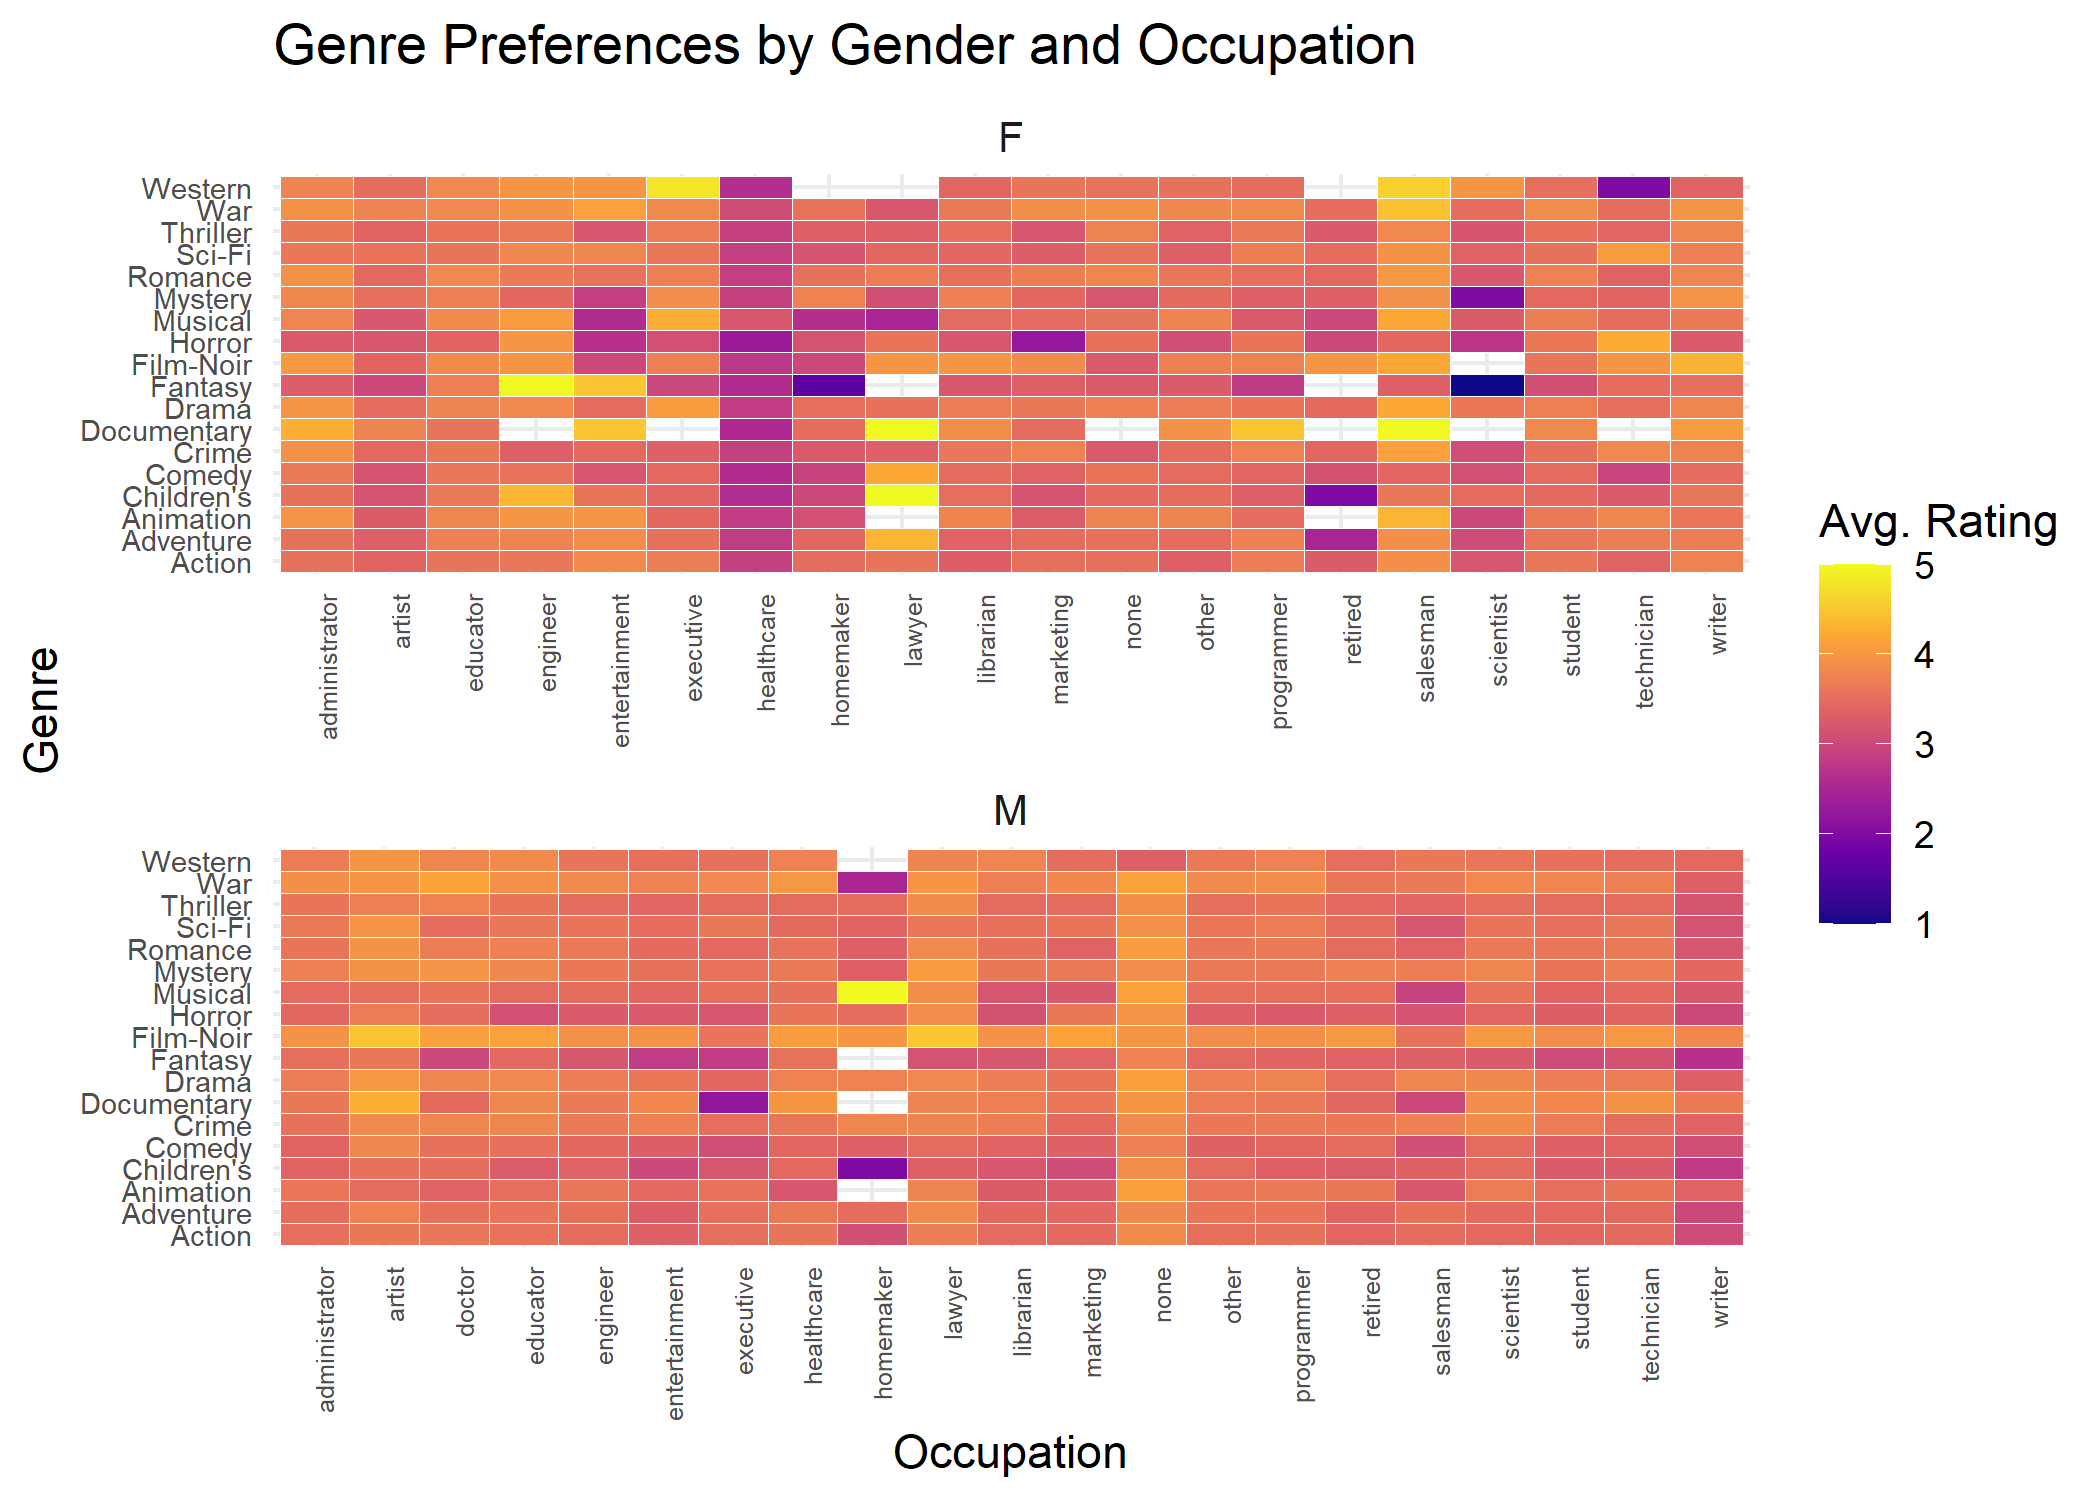 Genre Preferences by Gender and Occupation
F
Western
War
Thriller
Sci-Fi
Romance
Mystery
Musical
Horror
Film-Noir
Fantasy
Drama
Documentary
Crime
Comedy
Children's
Animation
Adventure
Action
administrator
artist
educator
engineer
entertainment
executive
healthcare
homemaker
lawyer
librarian
marketing
none
other
programmer
retired
salesman
scientist
student
technician
writer
Genre
M
Western
War
Thriller
Sci-Fi
Romance
Mystery
Musical
Horror
Film-Noir
Fantasy
Drama
Documentary
Crime
Comedy
Children's
Animation
Adventure
Action
administrator
artist
doctor
educator
engineer
entertainment
executive
healthcare
homemaker
lawyer
librarian
marketing
none
other
programmer
retired
salesman
scientist
student
technician
writer
Occupation
Avg. Rating
5
4
3
2
1